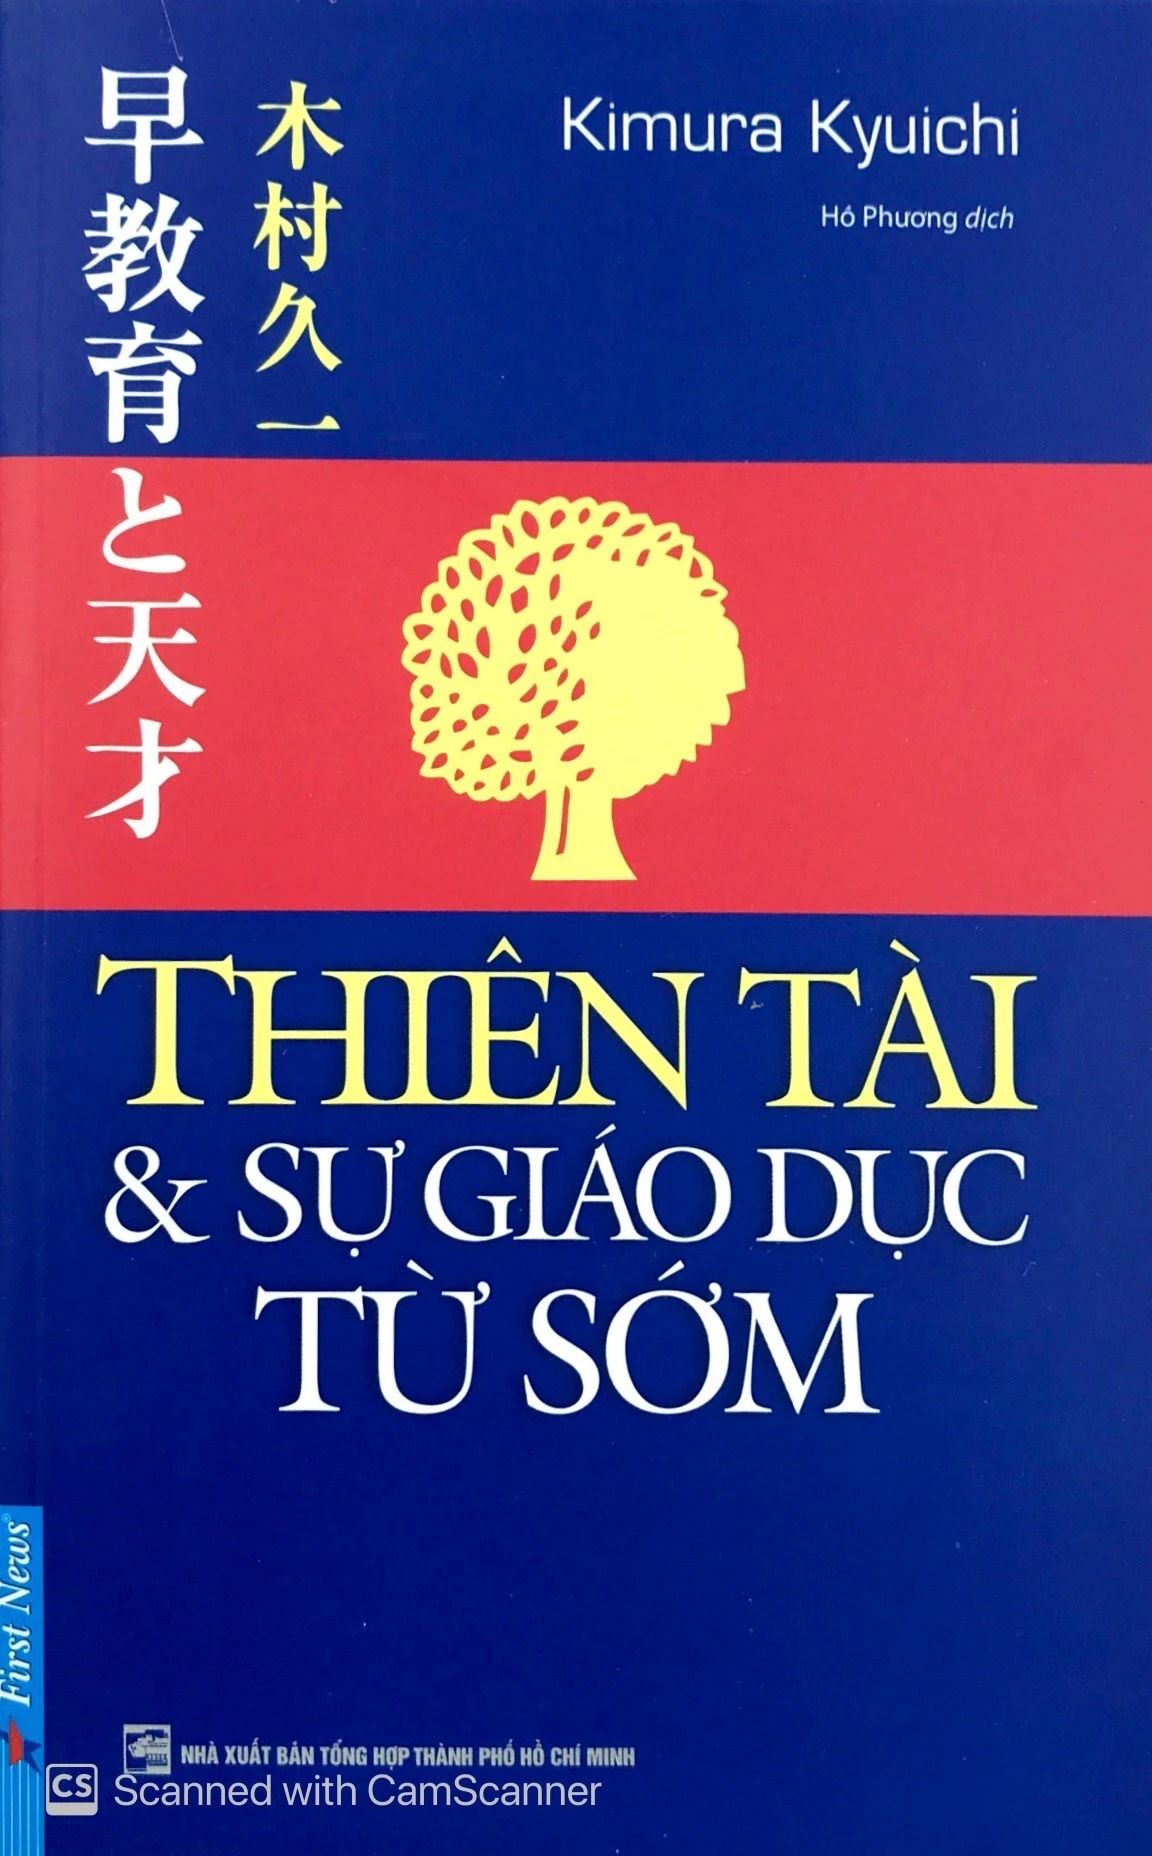 早教育と天才
木村久一
Kimura Kyuichi
Hồ Phương dịch
THIÊN TÀI
& SỰ GIÁO DỤC
TỪ SỚM
First News®
NHÀ XUẤT BẢN TỔNG HỢP THÀNH PHỐ HỒ CHÍ MINH
CS Scanned with CamScanner